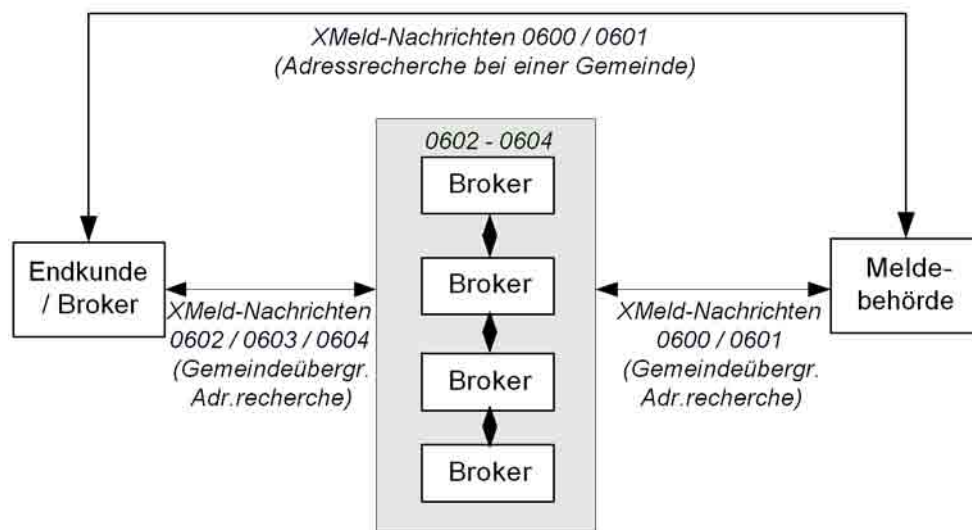 XMeld-Nachrichten 0600 / 0601
(Adressrecherche bei einer Gemeinde)
0602 - 0604
Broker
Broker
Broker
Broker
Endkunde
/ Broker
XMeld-Nachrichten
0602 / 0603 / 0604
(Gemeindeübergr.
Adr.recherche)
XMeld-Nachrichten
0600 / 0601
(Gemeindeübergr.
Adr.recherche)
Melde-
behörde